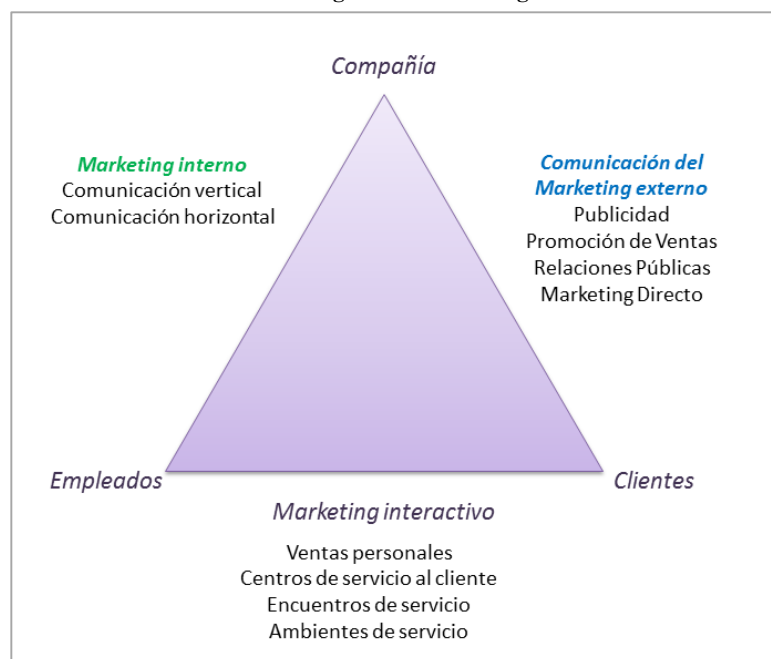 Compañía
Marketing interno
Comunicación vertical
Comunicación horizontal
Comunicación del
Marketing externo
Publicidad
Promoción de Ventas
Relaciones Públicas
Marketing Directo
Empleados
Clientes
Marketing interactivo
Ventas personales
Centros de servicio al cliente
Encuentros de servicio
Ambientes de servicio